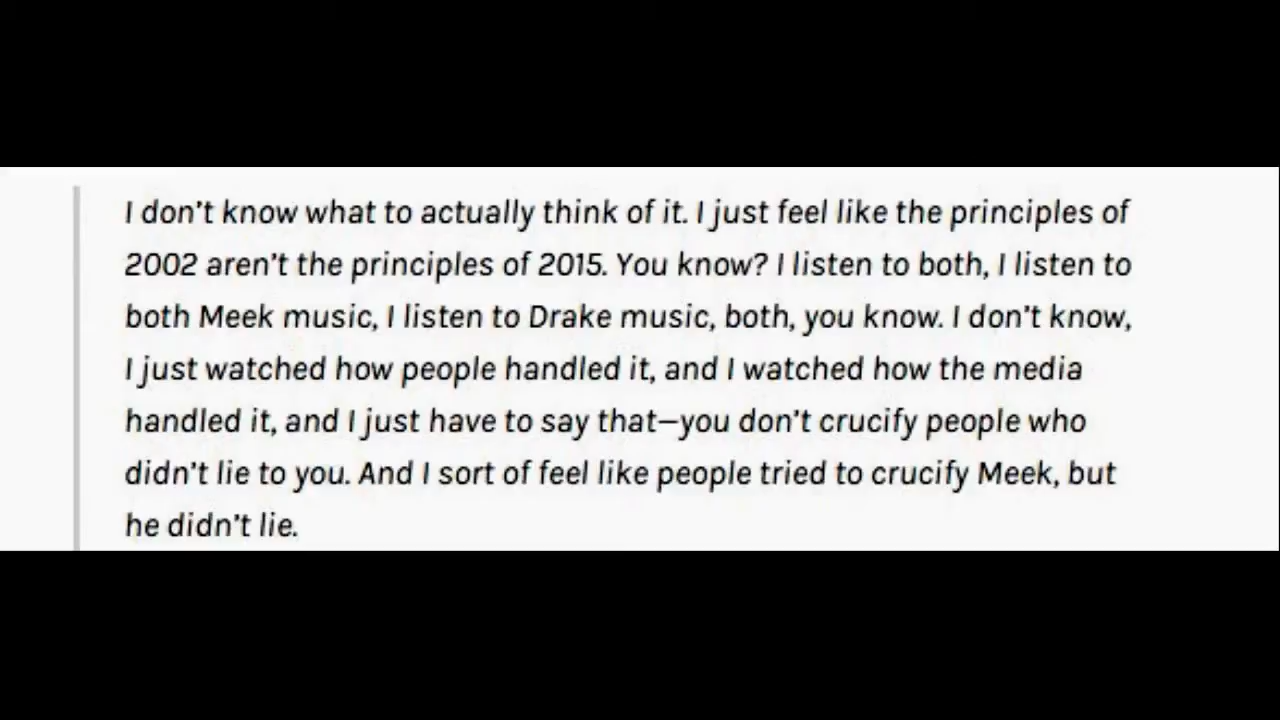 I don't know what to actually think of it. I just feel like the principles of
2002 aren't the principles of 2015. You know? I listen to both, I listen to
both Meek music, I listen to Drake music, both, you know. I don't know,
I just watched how people handled it, and I watched how the media
handled it, and I just have to say that—you don't crucify people who
didn't lie to you. And I sort of feel like people tried to crucify Meek, but
he didn't lie.